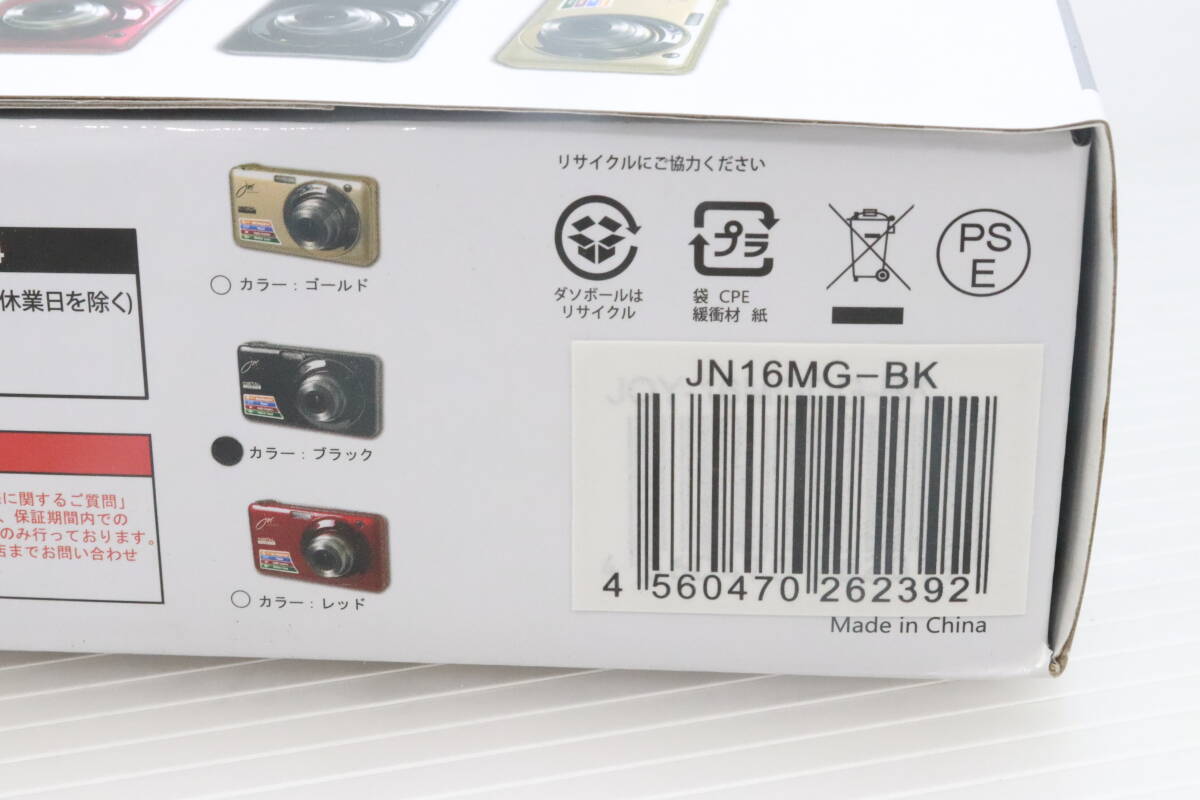 休業日を除く)
に関するご質問」
、保証期間内での
のみ行っております。
店までお問い合わせ
カラー：ゴールド
カラー：ブラック
カラー：レッド
リサイクルにご協力ください
ダソボールは
リサイクル
プラ
袋 CPE
緩衝材 紙
PS
E
JN16MG-BK
4 560470 262392
Made in China